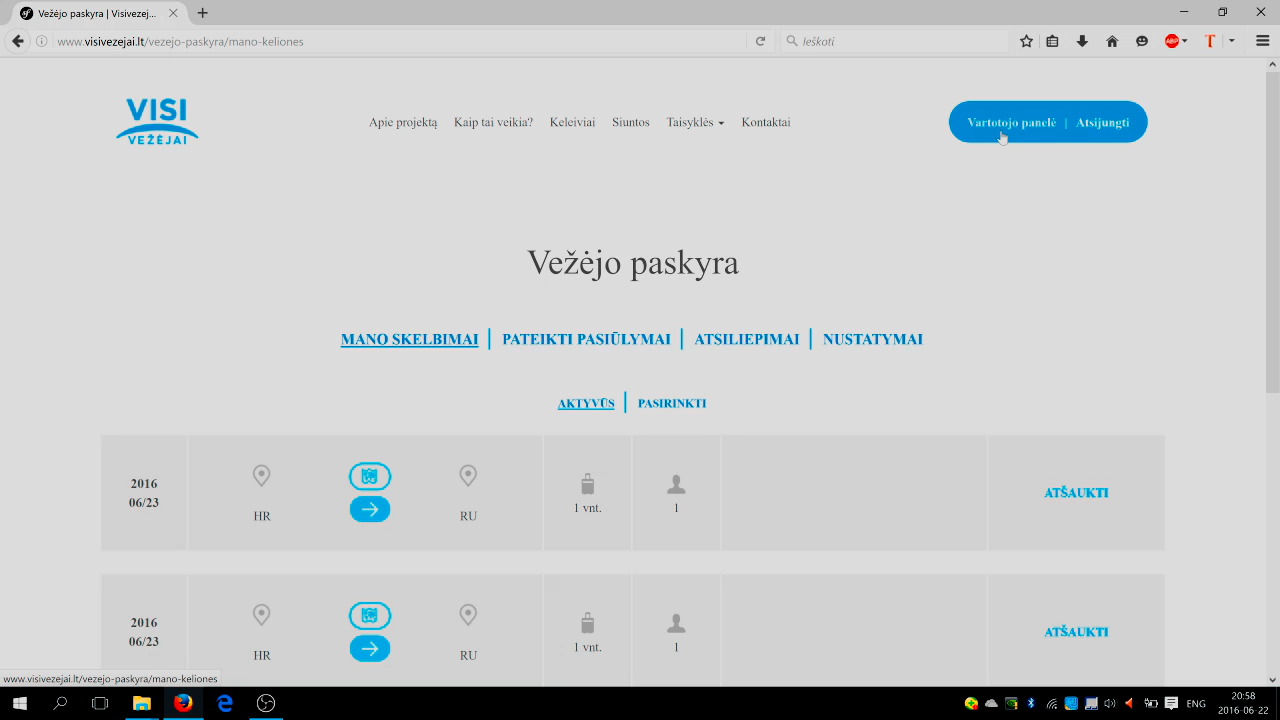 Vežėjo paskyra | Visivezej...
www.visivezejai.lt/vezejo-paskyra/mano-keliones
Ieškoti
ABP
T
VISI
VEŽĖJAI
Apie projektą
Kaip tai veikia?
Keleiviai
Siuntos
Taisyklės
Kontaktai
Vartotojo panelė | Atsijungti
Vežėjo paskyra
MANO SKELBIMAI
PATEIKTI PASIŪLYMAI
ATSILIEPIMAI
NUSTATYMAI
AKTYVŪS
PASIRINKTI
2016
06/23
HR
RU
1 vnt.
1
ATŠAUKTI
2016
06/23
HR
RU
1 vnt.
1
ATŠAUKTI
www.visivezejai.lt/vezejo-paskyra/mano-keliones
ENG
20:58
2016-06-22